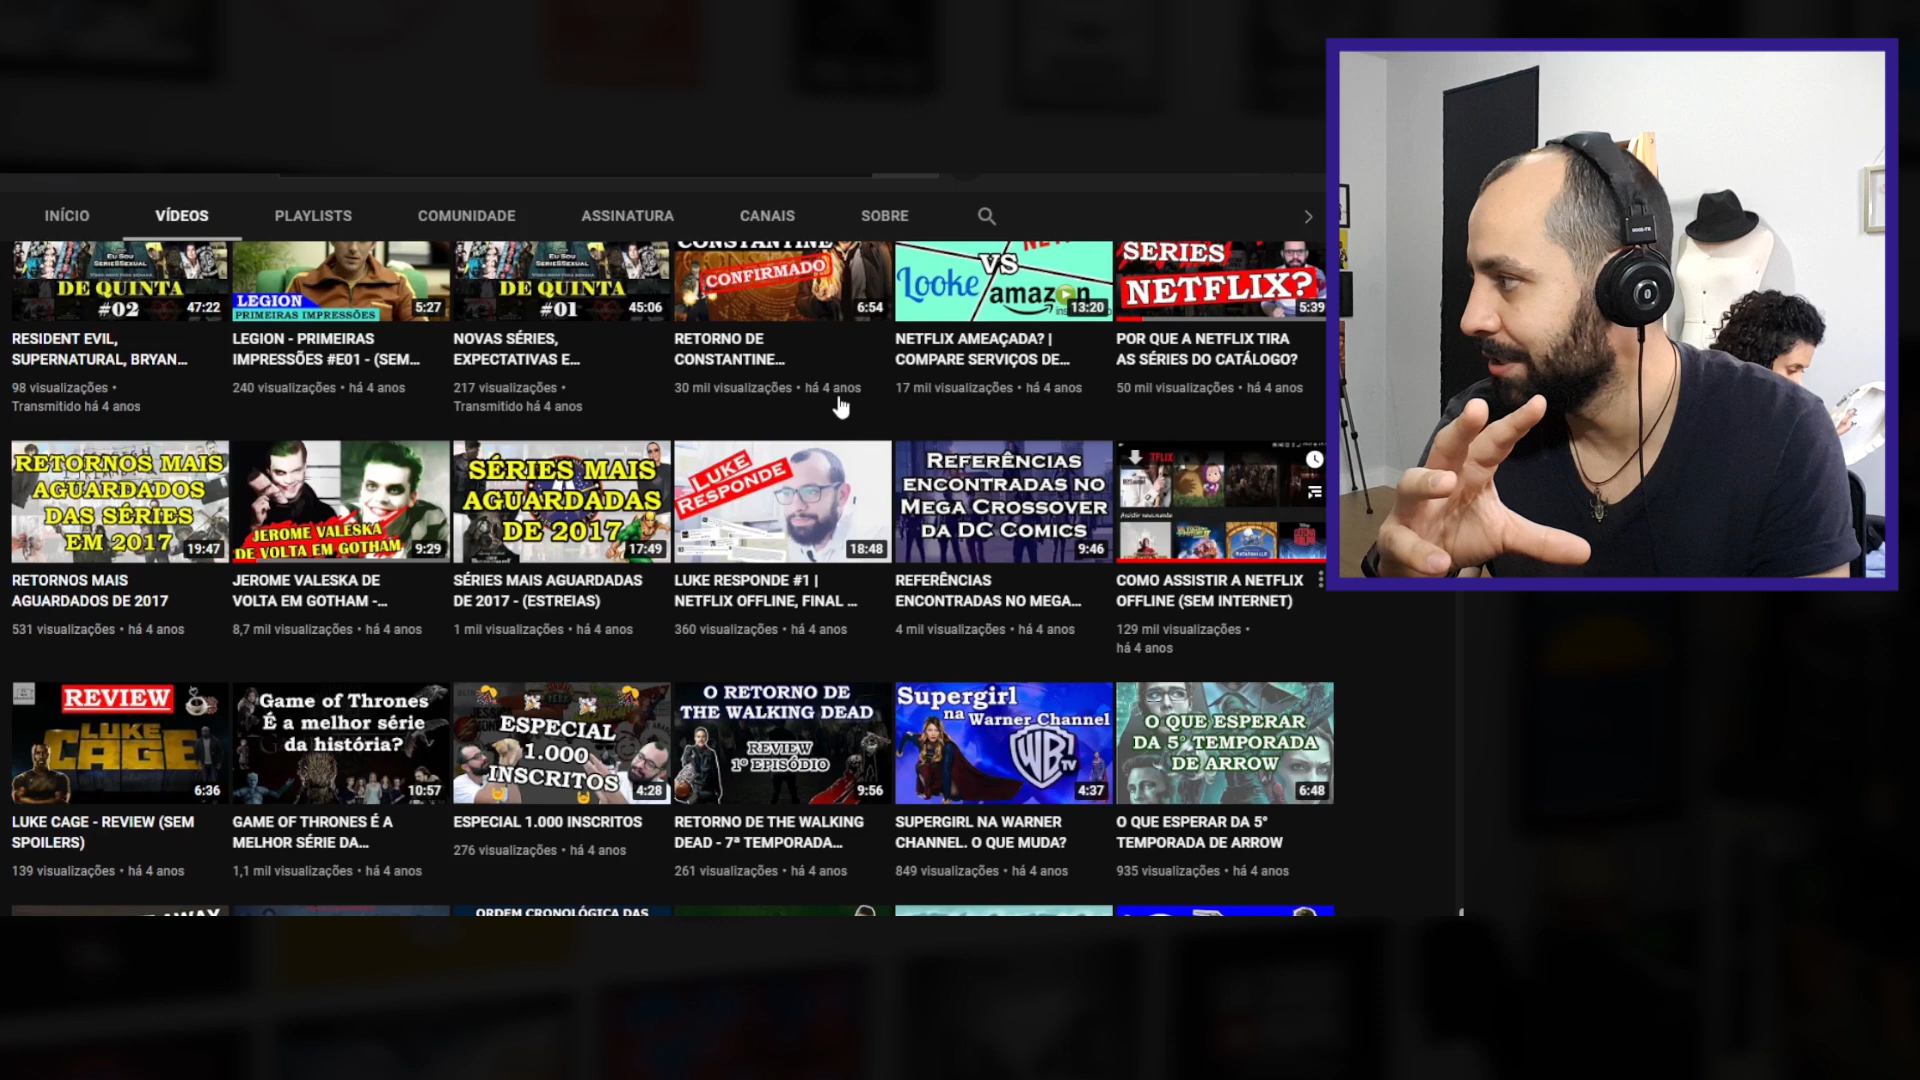 INÍCIO
VÍDEOS
PLAYLISTS
COMUNIDADE
ASSINATURA
CANAIS
SOBRE
EU SOU
SERIESSEXUAL
DE QUINTA
#02
47:22
LEGION
PRIMEIRAS IMPRESSÕES
5:27
EU SOU
SERIESSEXUAL
DE QUINTA
#01
45:06
CONSTANTINE
CONFIRMADO
6:54
VS
Looke
amazon
13:20
SERIES
NETFLIX?
5:39
RESIDENT EVIL,
SUPERNATURAL, BRYAN...
98 visualizações •
Transmitido há 4 anos
LEGION - PRIMEIRAS
IMPRESSÕES #E01 - (SEM...
240 visualizações • há 4 anos
NOVAS SÉRIES,
EXPECTATIVAS E...
217 visualizações •
Transmitido há 4 anos
RETORNO DE
CONSTANTINE...
30 mil visualizações • há 4 anos
NETFLIX AMEAÇADA? |
COMPARE SERVIÇOS DE...
17 mil visualizações • há 4 anos
POR QUE A NETFLIX TIRA
AS SÉRIES DO CATÁLOGO?
50 mil visualizações • há 4 anos
RETORNOS MAIS
AGUARDADOS
DAS SÉRIES
EM 2017
19:47
JEROME VALESKA
DE VOLTA EM GOTHAM
9:29
SÉRIES MAIS
AGUARDADAS
DE 2017
17:49
LUKE
RESPONDE
18:48
REFERÊNCIAS
ENCONTRADAS NO
MEGA CROSSOVER
DA DC COMICS
9:46
TFLIX
RETORNOS MAIS
AGUARDADOS DE 2017
531 visualizações • há 4 anos
JEROME VALESKA DE
VOLTA EM GOTHAM -...
8,7 mil visualizações • há 4 anos
SÉRIES MAIS AGUARDADAS
DE 2017 - (ESTREIAS)
1 mil visualizações • há 4 anos
LUKE RESPONDE #1 |
NETFLIX OFFLINE, FINAL ...
360 visualizações • há 4 anos
REFERÊNCIAS
ENCONTRADAS NO MEGA...
4 mil visualizações • há 4 anos
COMO ASSISTIR A NETFLIX
OFFLINE (SEM INTERNET)
129 mil visualizações •
há 4 anos
REVIEW
LUKE
CAGE
6:36
Game of Thrones
É a melhor série
da história?
10:57
ESPECIAL
1.000
INSCRITOS
4:28
O RETORNO DE
THE WALKING DEAD
REVIEW
1º EPISÓDIO
9:56
Supergirl
na Warner Channel
WB
TV
4:37
O QUE ESPERAR
DA 5ª TEMPORADA
DE ARROW
6:48
LUKE CAGE - REVIEW (SEM
SPOILERS)
139 visualizações • há 4 anos
GAME OF THRONES É A
MELHOR SÉRIE DA...
1,1 mil visualizações • há 4 anos
ESPECIAL 1.000 INSCRITOS
276 visualizações • há 4 anos
RETORNO DE THE WALKING
DEAD - 7ª TEMPORADA...
261 visualizações • há 4 anos
SUPERGIRL NA WARNER
CHANNEL. O QUE MUDA?
849 visualizações • há 4 anos
O QUE ESPERAR DA 5°
TEMPORADA DE ARROW
935 visualizações • há 4 anos
ORDEM CRONOLÓGICA DAS